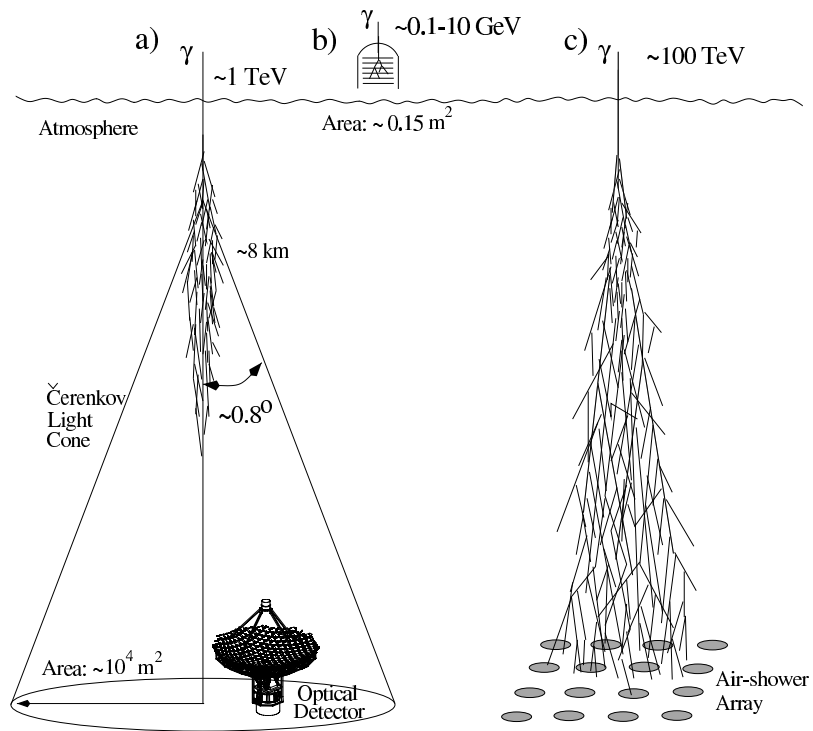 a)
γ
~1 TeV
b)
γ
~0.1-10 GeV
c)
γ
~100 TeV
Atmosphere
Area: ~ 0.15 m²
~8 km
Čerenkov
Light
Cone
~0.8⁰
Area: ~10⁴ m²
Optical
Detector
Air-shower
Array